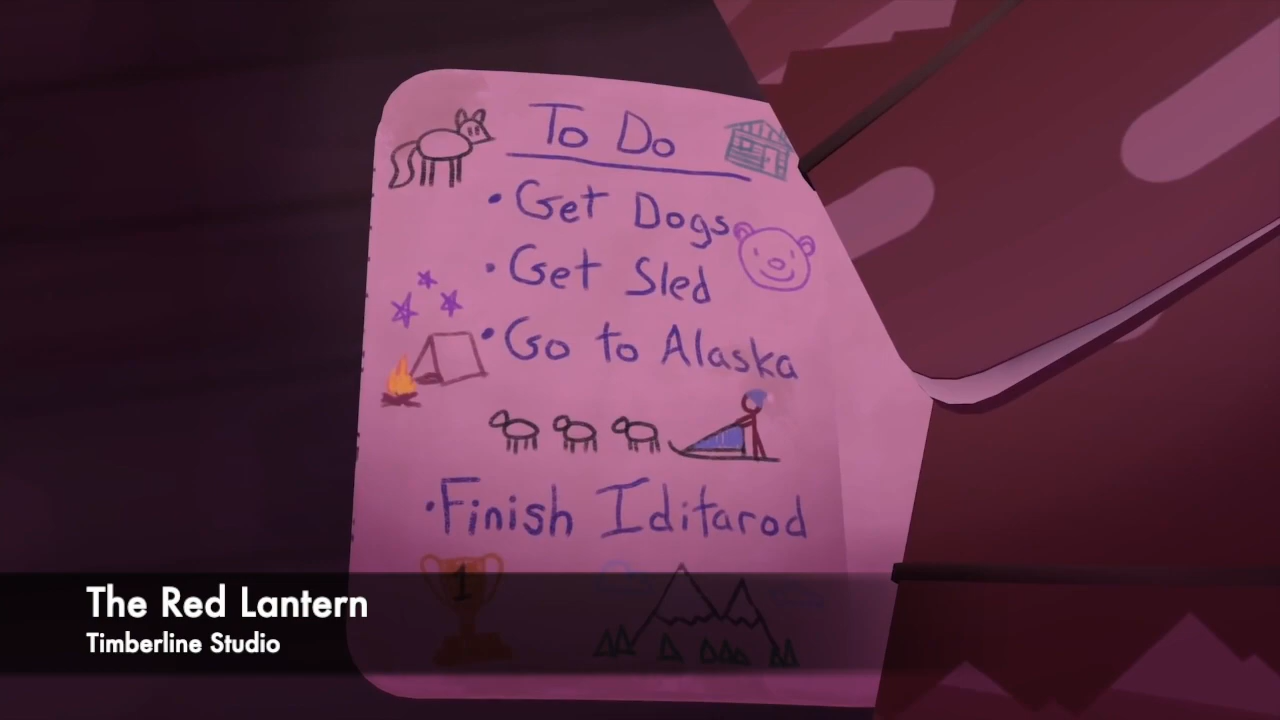 To Do
• Get Dogs
• Get Sled
• Go to Alaska
• Finish Iditarod
1
The Red Lantern
Timberline Studio